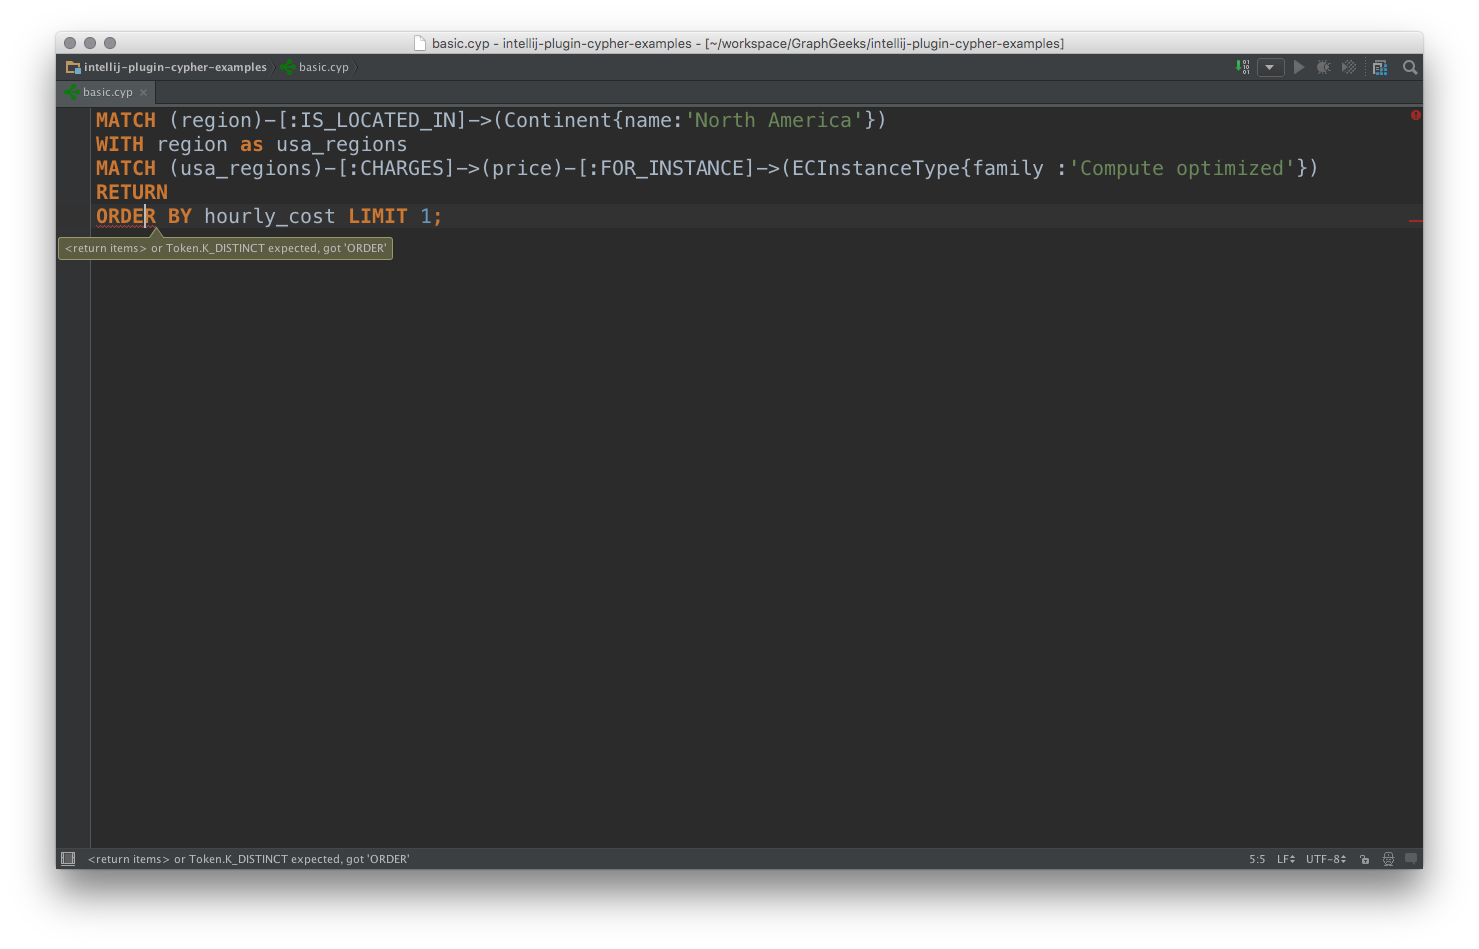 basic.cyp - intellij-plugin-cypher-examples - [~/workspace/GraphGeeks/intellij-plugin-cypher-examples]
intellij-plugin-cypher-examples basic.cyp
basic.cyp
MATCH (region)-[:IS_LOCATED_IN]->(Continent{name:'North America'})
WITH region as usa_regions
MATCH (usa_regions)-[:CHARGES]->(price)-[:FOR_INSTANCE]->(ECInstanceType{family :'Compute optimized'})
RETURN
ORDER BY hourly_cost LIMIT 1;
<return items> or Token.K_DISTINCT expected, got 'ORDER'
<return items> or Token.K_DISTINCT expected, got 'ORDER' 5:5 LF UTF-8